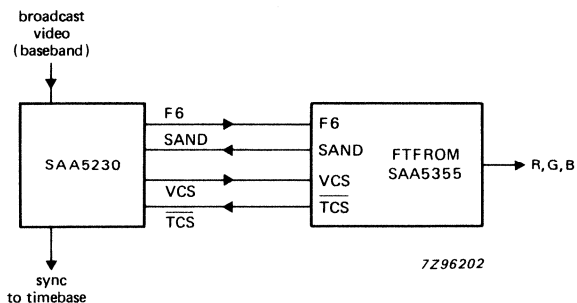 broadcast
video
(baseband)
F6
SAND
VCS
TCS
SAA5230
F6
SAND
VCS
TCS
FTFROM
SAA5355
R,G,B
sync
to timebase
7Z96202